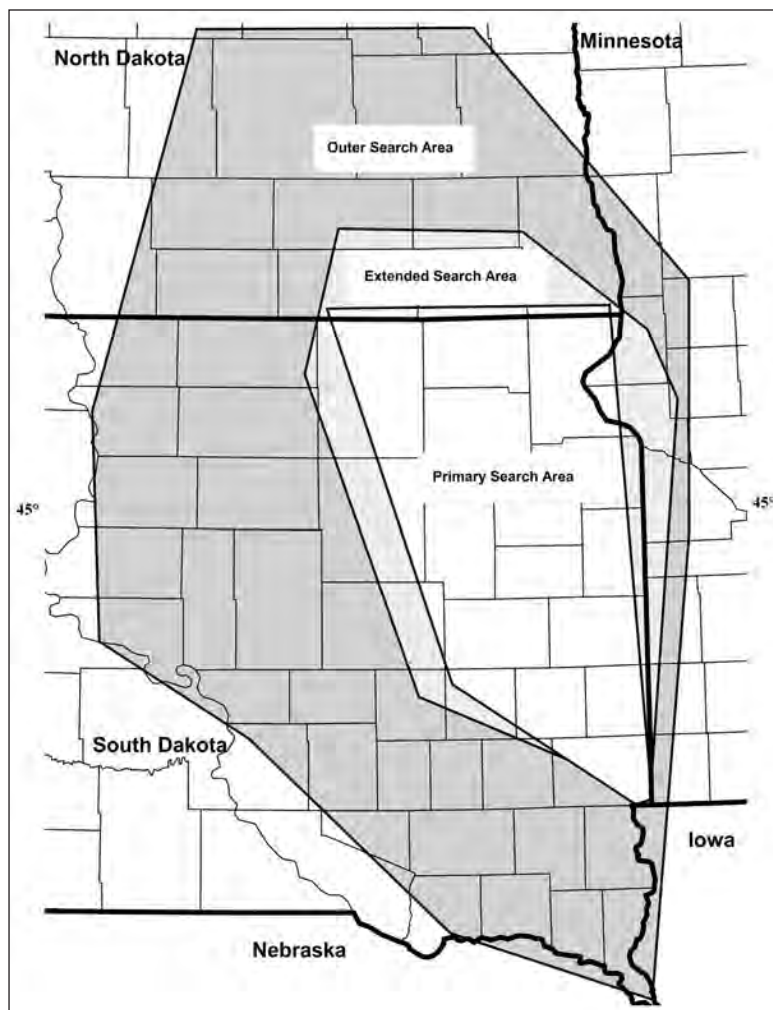 Minnesota
North Dakota
Outer Search Area
Extended Search Area
Primary Search Area
45°
45°
South Dakota
Iowa
Nebraska